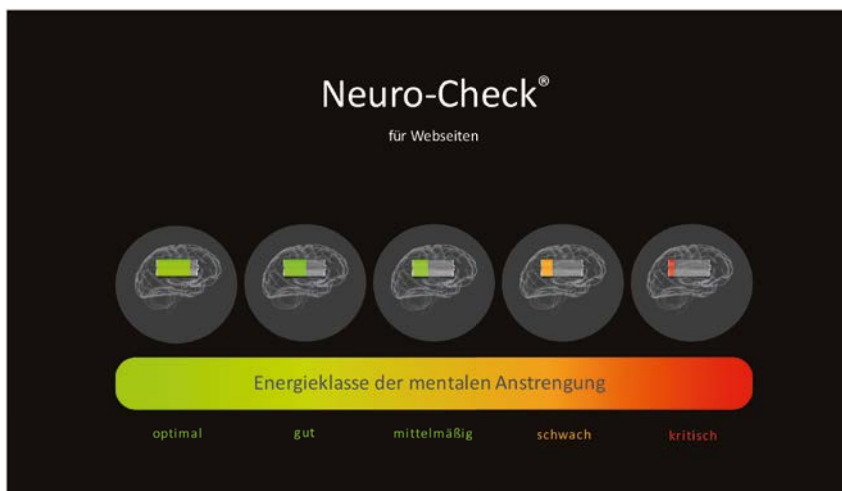 Neuro-Check®
für Webseiten
Energieklasse der mentalen Anstrengung
optimal gut mittelmäßig schwach kritisch